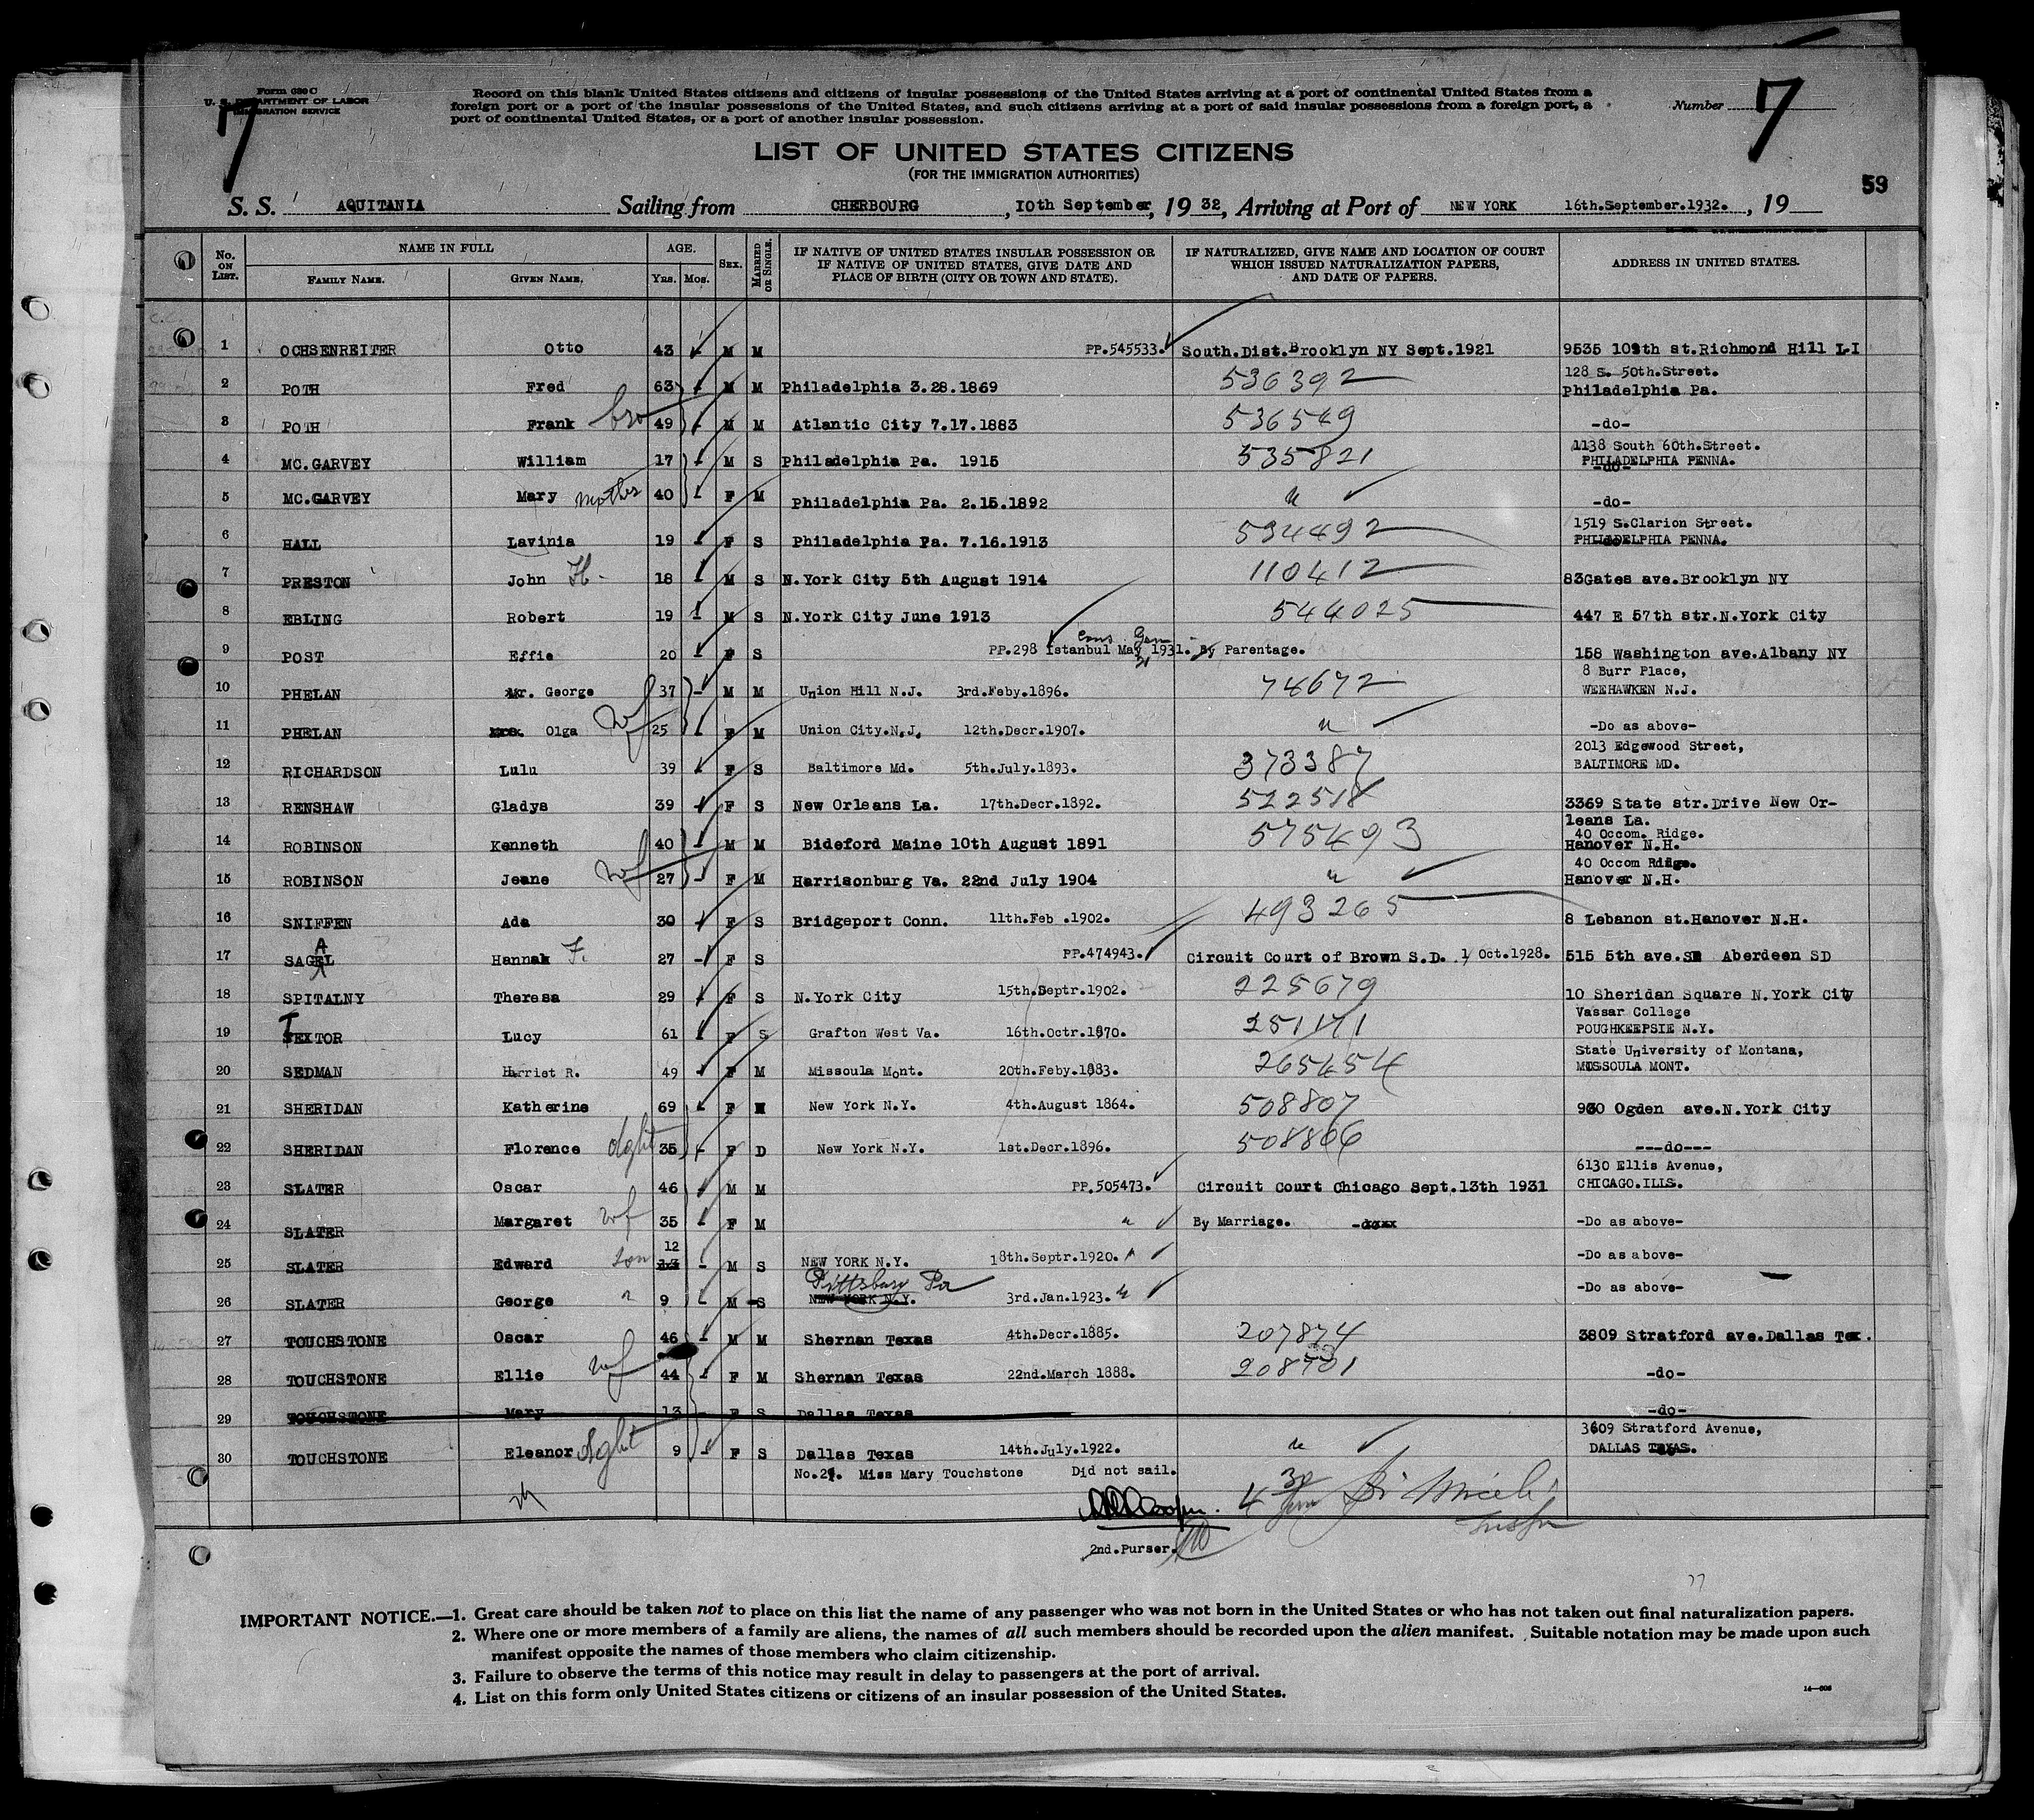 Form 630 C
U. S. DEPARTMENT OF LABOR
IMMIGRATION SERVICE
7
Record on this blank United States citizens and citizens of insular possessions of the United States arriving at a port of continental United States from a
foreign port or a port of the insular possessions of the United States, and such citizens arriving at a port of said insular possessions from a foreign port, a
port of continental United States, or a port of another insular possession.
Number 7
LIST OF UNITED STATES CITIZENS
(FOR THE IMMIGRATION AUTHORITIES)
59
S. S. AQUITANIA Sailing from CHERBOURG, 10th September, 1932, Arriving at Port of NEW YORK 16th.September.1932., 19
No. ON LIST. NAME IN FULL FAMILY NAME. GIVEN NAME. AGE. YRS. MOS. SEX. MARRIED OR SINGLE. IF NATIVE OF UNITED STATES INSULAR POSSESSION OR IF NATIVE OF UNITED STATES, GIVE DATE AND PLACE OF BIRTH (CITY OR TOWN AND STATE). IF NATURALIZED, GIVE NAME AND LOCATION OF COURT WHICH ISSUED NATURALIZATION PAPERS, AND DATE OF PAPERS. ADDRESS IN UNITED STATES.
1 OCHSENREITER Otto 43 - M M PP.545533. South.Dist.Brooklyn NY Sept.1921 9535 109th st.Richmond Hill L.I
2 POTH Fred 63 - M M Philadelphia 3.28.1869 536392 128 S. 50th.Street. Philadelphia Pa.
3 POTH Frank bro 49 - M M Atlantic City 7.17.1883 536549 -do-
4 MC.GARVEY William 17 - M S Philadelphia Pa. 1915 535821 1138 South 60th.Street. PHILADELPHIA PENNA.
5 MC.GARVEY Mary mother 40 - F M Philadelphia Pa. 2.15.1892 " -do-
6 HALL Lavinia 19 - F S Philadelphia Pa. 7.16.1913 534492 1519 S.Clarion Street. PHILADELPHIA PENNA.
7 PRESTON John H. 18 - M S N.York City 5th August 1914 110412 83Gates ave.Brooklyn NY
8 EBLING Robert 19 - M S N.York City June 1913 544025 447 E 57th str.N.York City
9 POST Effie 20 - F S PP.298 Cons Gen Istanbul May 1931. By Parentage. 158 Washington ave.Albany NY
10 PHELAN Mr. George 37 - M M Union Hill N.J. 3rd.Feby.1896. 74672 8 Burr Place, WEEHAWKEN N.J.
11 PHELAN Olga wf 25 - F M Union City.N.J. 12th.Decr.1907. " -Do as above-
12 RICHARDSON Lulu 39 - F S Baltimore Md. 5th.July.1893. 373387 2013 Edgewood Street, BALTIMORE MD.
13 RENSHAW Gladys 39 - F S New Orleans La. 17th.Decr.1892. 522518 3369 State str.Drive New Orleans La.
14 ROBINSON Kenneth 40 - M M Bideford Maine 10th August 1891 575493 40 Occom. Ridge. Hanover N.H.
15 ROBINSON Jeane wf 27 - F M Harrisonburg Va. 22nd July 1904 " 40 Occom Ridge. Hanover N.H.
16 SNIFFEN Ada 30 - F S Bridgeport Conn. 11th.Feb.1902. 493265 8 Lebanon st.Hanover N.H.
17 SAGEL A Hannah F. 27 - F S PP.474943. Circuit Court of Brown S.D. 1 Oct.1928. 515 5th ave.SE Aberdeen SD
18 SPITALNY Theresa 29 - F S N.York City 15th.Septr.1902. 225679 10 Sheridan Square N.York City
19 TEXTOR Lucy 61 - F S Grafton West Va. 16th.Octr.1870. 251171 Vassar College POUGHKEEPSIE N.Y.
20 SEDMAN Harriet R. 49 - F M Missoula Mont. 20th.Feby.1883. 265454 State University of Montana, MISSOULA MONT.
21 SHERIDAN Katherine 69 - F New York N.Y. 4th.August 1864. 508807 930 Ogden ave.N.York City
22 SHERIDAN Florence dght 35 - F D New York N.Y. 1st.Decr.1896. 508806 ---do---
23 SLATER Oscar 46 - M M PP.505473. Circuit Court Chicago Sept.13th 1931 6130 Ellis Avenue, CHICAGO.ILLS.
24 SLATER Margaret wf 35 - F M " By Marriage. -Do as above-
25 SLATER Edward son 12 - M S NEW YORK N.Y. 18th.Septr.1920. " -Do as above-
26 SLATER George " 9 - M S Pittsburg Pa NEW YORK N.Y. 3rd.Jan.1923. " -Do as above-
27 TOUCHSTONE Oscar 46 - M M Shernan Texas 4th.Decr.1885. 207874 3809 Stratford ave.Dallas Tex.
28 TOUCHSTONE Ellie wf 44 - F M Shernan Texas 22nd.March 1888. 208701 -do-
29 TOUCHSTONE Mary 13 - F S Dallas Texas -do-
30 TOUCHSTONE Eleanor dght 9 - F S Dallas Texas 14th.July.1922. " 3609 Stratford Avenue, DALLAS TEXAS.
No.29. Miss Mary Touchstone Did not sail.
4 30
2nd.Purser.
IMPORTANT NOTICE.—1. Great care should be taken not to place on this list the name of any passenger who was not born in the United States or who has not taken out final naturalization papers.
2. Where one or more members of a family are aliens, the names of all such members should be recorded upon the alien manifest. Suitable notation may be made upon such
manifest opposite the names of those members who claim citizenship.
3. Failure to observe the terms of this notice may result in delay to passengers at the port of arrival.
4. List on this form only United States citizens or citizens of an insular possession of the United States.
14—606